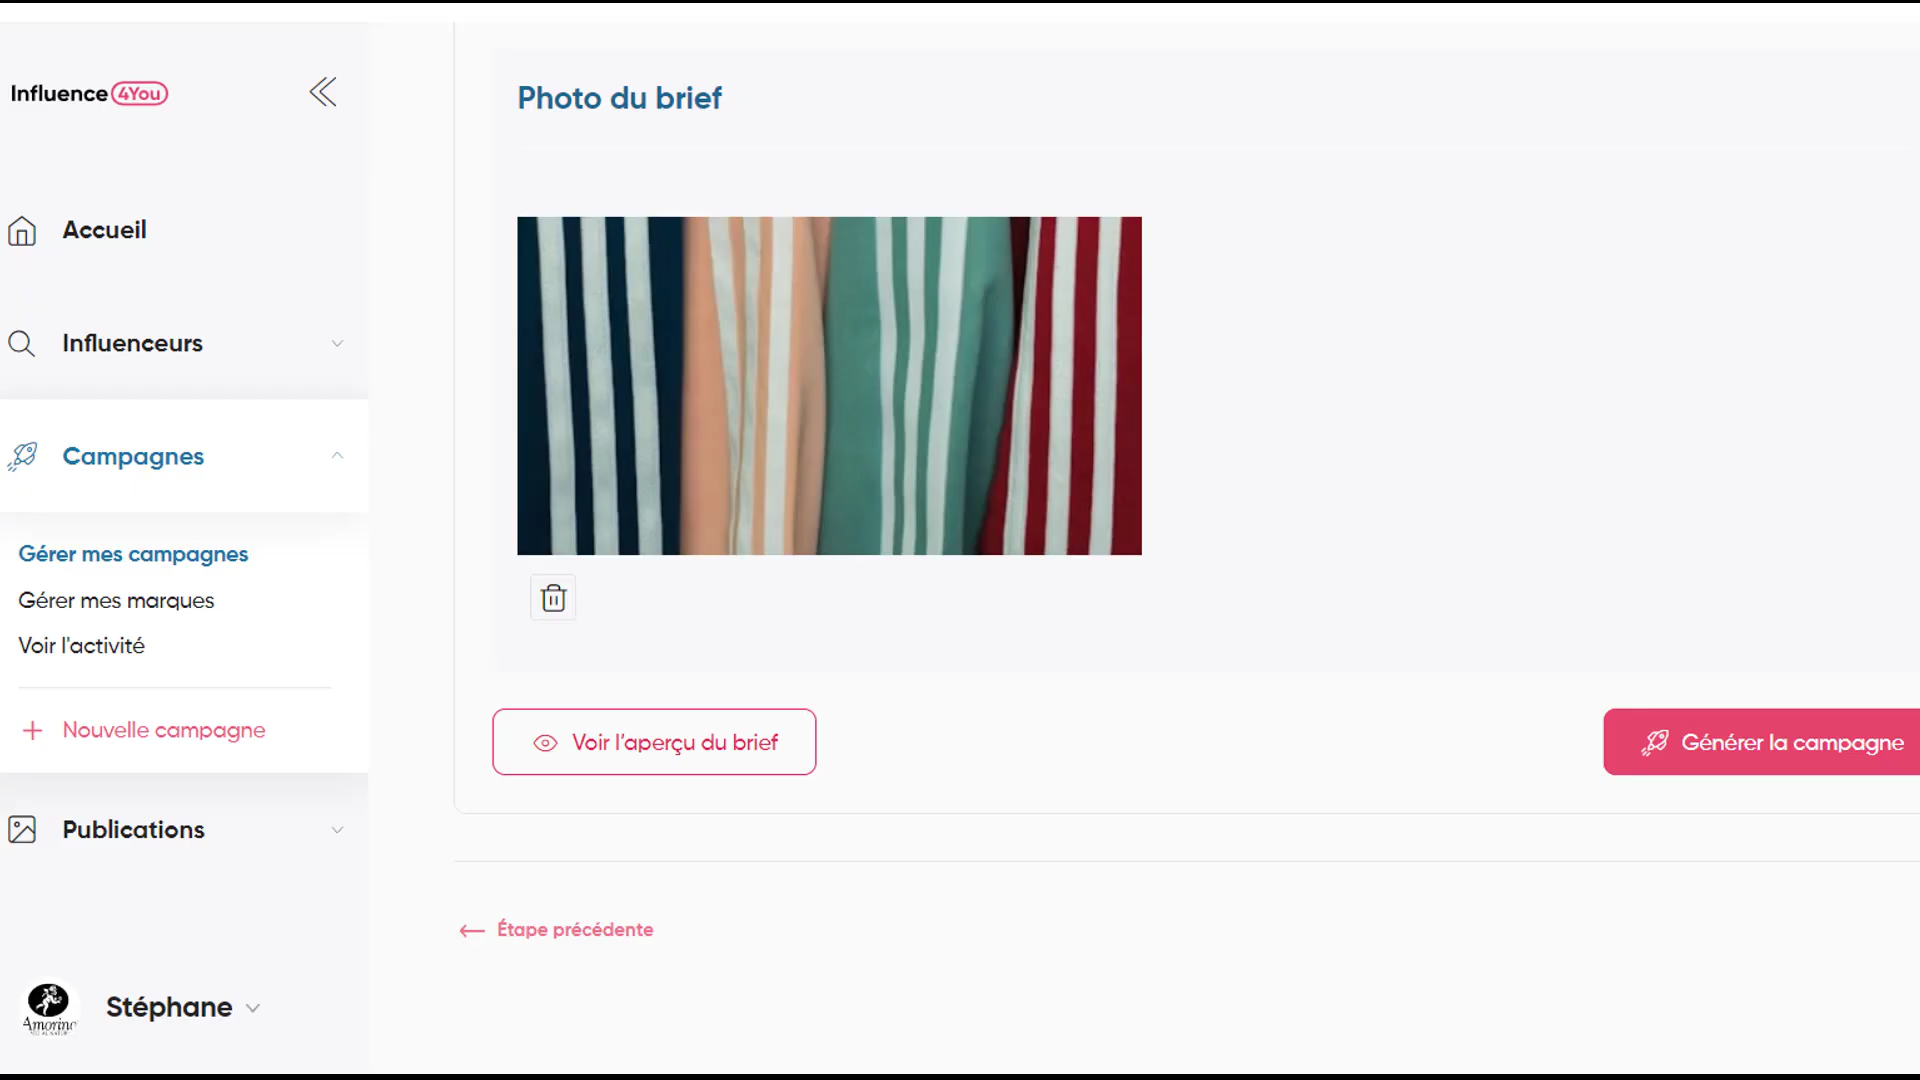 Influence 4You
Accueil
Influenceurs
Campagnes
Gérer mes campagnes
Gérer mes marques
Voir l'activité
+ Nouvelle campagne
Publications
Amorino
Stéphane
Photo du brief
Voir l’aperçu du brief
Générer la campagne
← Étape précédente